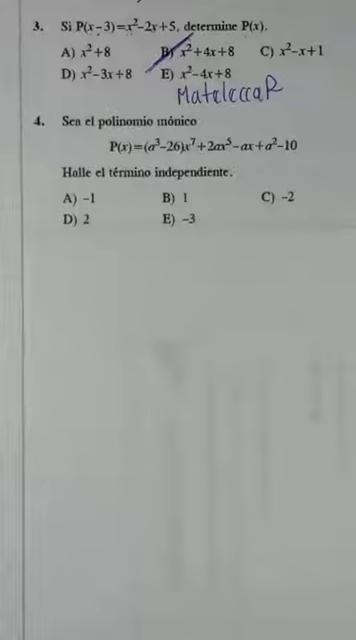 3. Si P(x-3)=x²-2x+5, determine P(x).
A) x²+8 B) x²+4x+8 C) x²-x+1
D) x²-3x+8 E) x²-4x+8
4. Sea el polinomio mónico
P(x)=(a³-26)x⁷+2ax⁵-ax+a²-10
Halle el término independiente.
A) -1 B) 1 C) -2
D) 2 E) -3